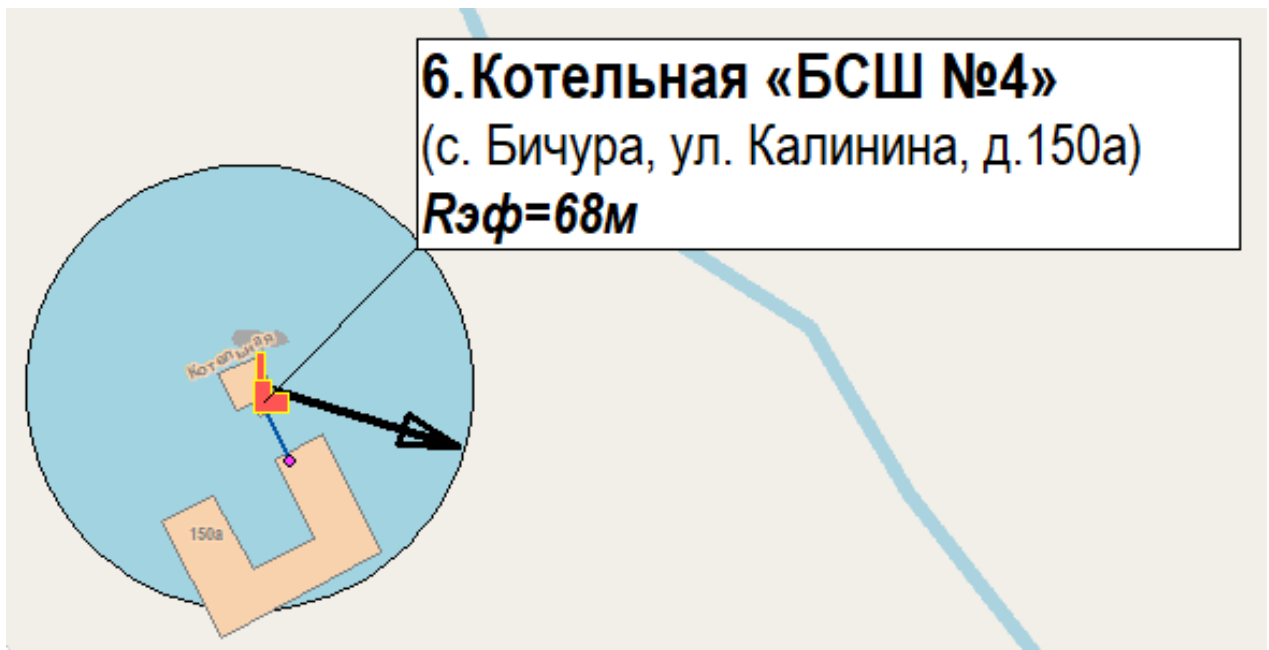 6.Котельная «БСШ №4»
(с. Бичура, ул. Калинина, д.150а)
Rэф=68м
Котельная
150а